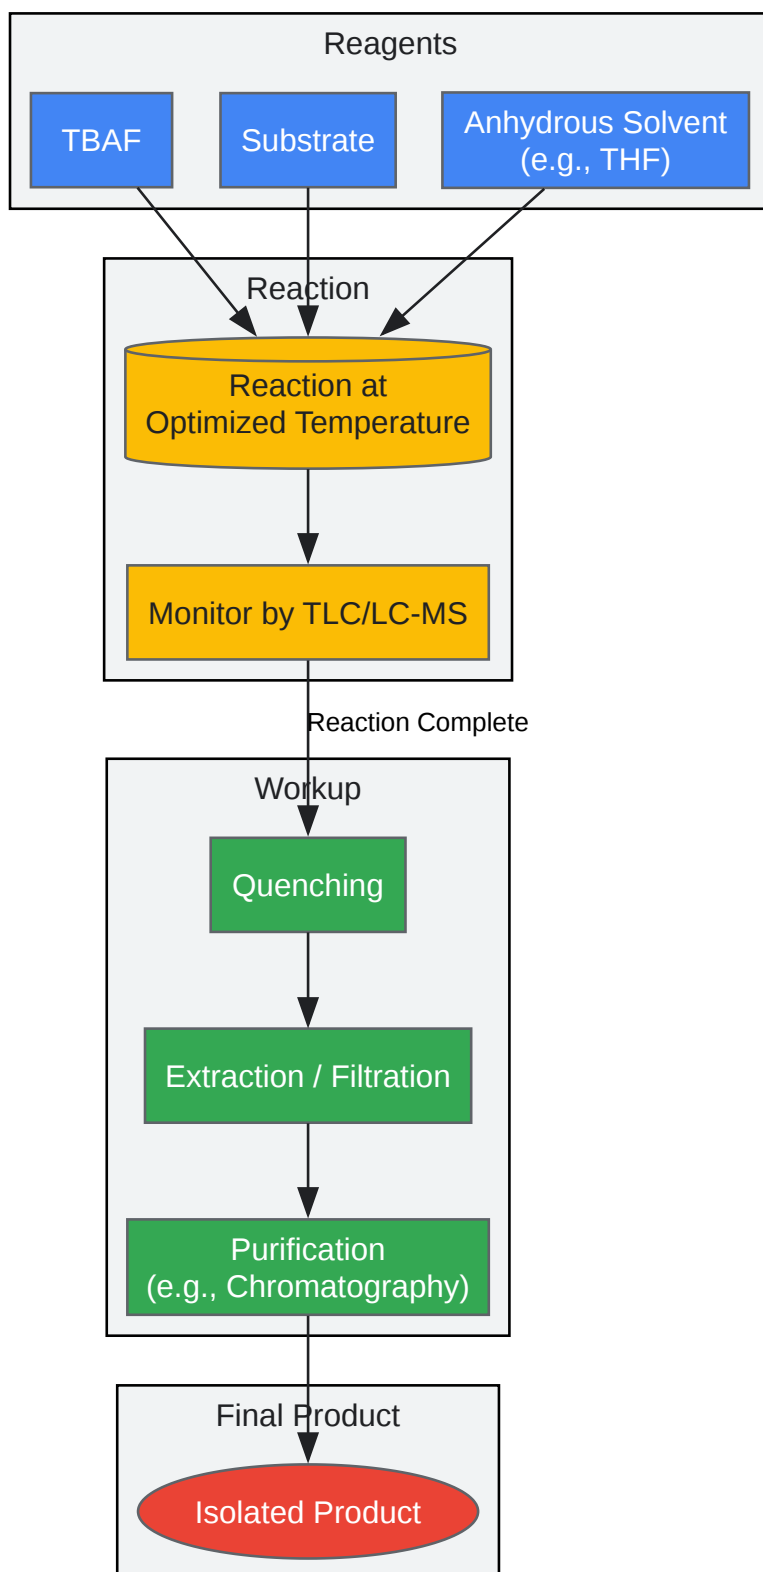 Reagents
TBAF
Substrate
Anhydrous Solvent
(e.g., THF)
Reaction
Reaction at
Optimized Temperature
Monitor by TLC/LC-MS
Reaction Complete
Workup
Quenching
Extraction / Filtration
Purification
(e.g., Chromatography)
Final Product
Isolated Product